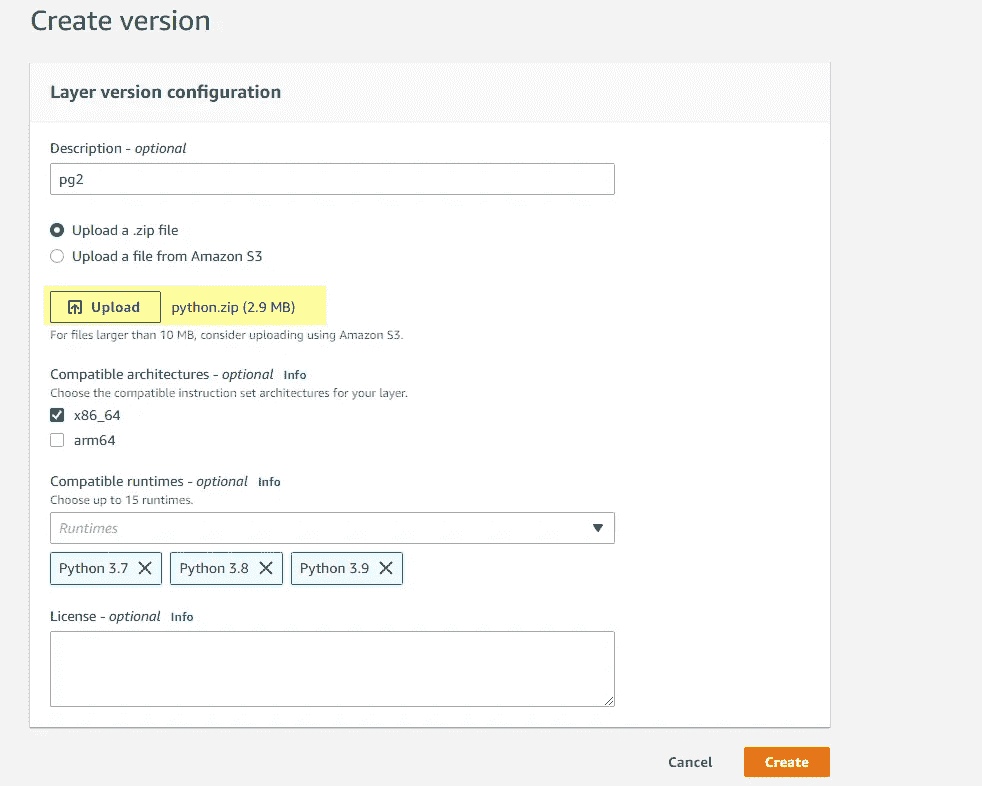 Create version
Layer version configuration
Description - optional
pg2
Upload a .zip file
Upload a file from Amazon S3
Upload python.zip (2.9 MB)
For files larger than 10 MB, consider uploading using Amazon S3.
Compatible architectures - optional Info
Choose the compatible instruction set architectures for your layer.
x86_64
arm64
Compatible runtimes - optional Info
Choose up to 15 runtimes.
Runtimes
Python 3.7 Python 3.8 Python 3.9
License - optional Info
Cancel Create